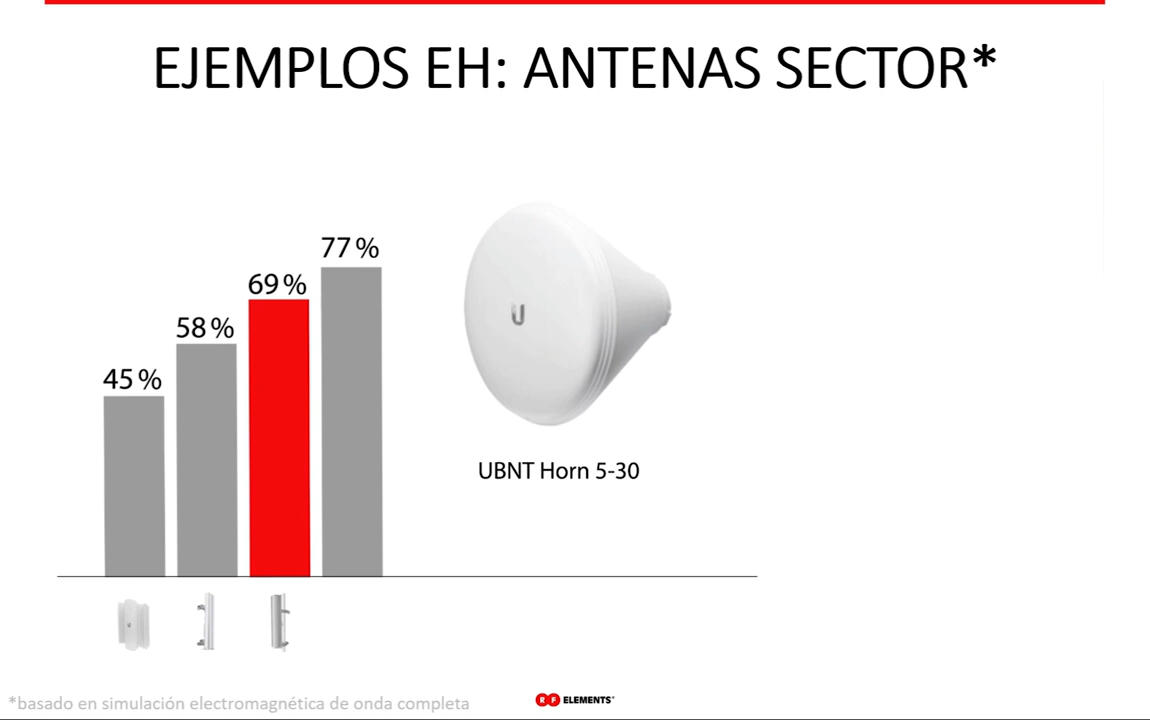 EJEMPLOS EH: ANTENAS SECTOR*
77 %
69 %
58 %
45 %
U
UBNT Horn 5-30
*basado en simulación electromagnética de onda completa
RF ELEMENTS